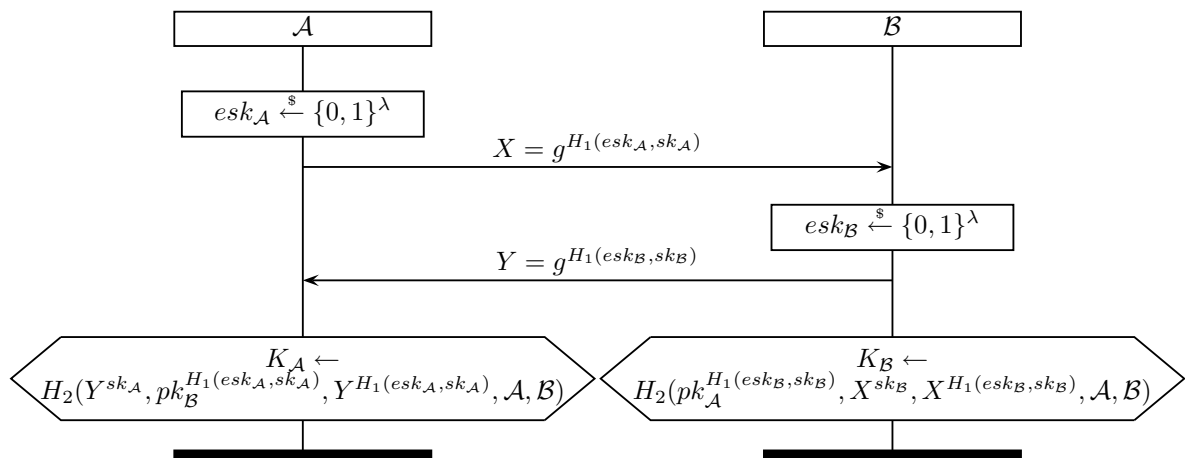 𝒜
ℬ
esk_𝒜 ←$ {0, 1}^λ
X = g^{H_1(esk_𝒜, sk_𝒜)}
esk_ℬ ←$ {0, 1}^λ
Y = g^{H_1(esk_ℬ, sk_ℬ)}
K_𝒜 ←
H_2(Y^{sk_𝒜}, pk_ℬ^{H_1(esk_𝒜, sk_𝒜)}, Y^{H_1(esk_𝒜, sk_𝒜)}, 𝒜, ℬ)
K_ℬ ←
H_2(pk_𝒜^{H_1(esk_ℬ, sk_ℬ)}, X^{sk_ℬ}, X^{H_1(esk_ℬ, sk_ℬ)}, 𝒜, ℬ)